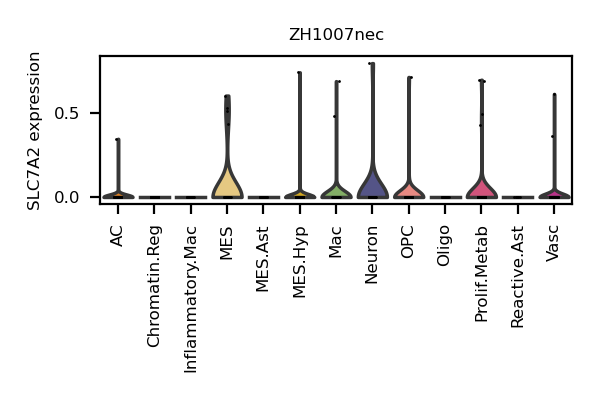 ZH1007nec
SLC7A2 expression
0.5
0.0
AC
Chromatin.Reg
Inflammatory.Mac
MES
MES.Ast
MES.Hyp
Mac
Neuron
OPC
Oligo
Prolif.Metab
Reactive.Ast
Vasc